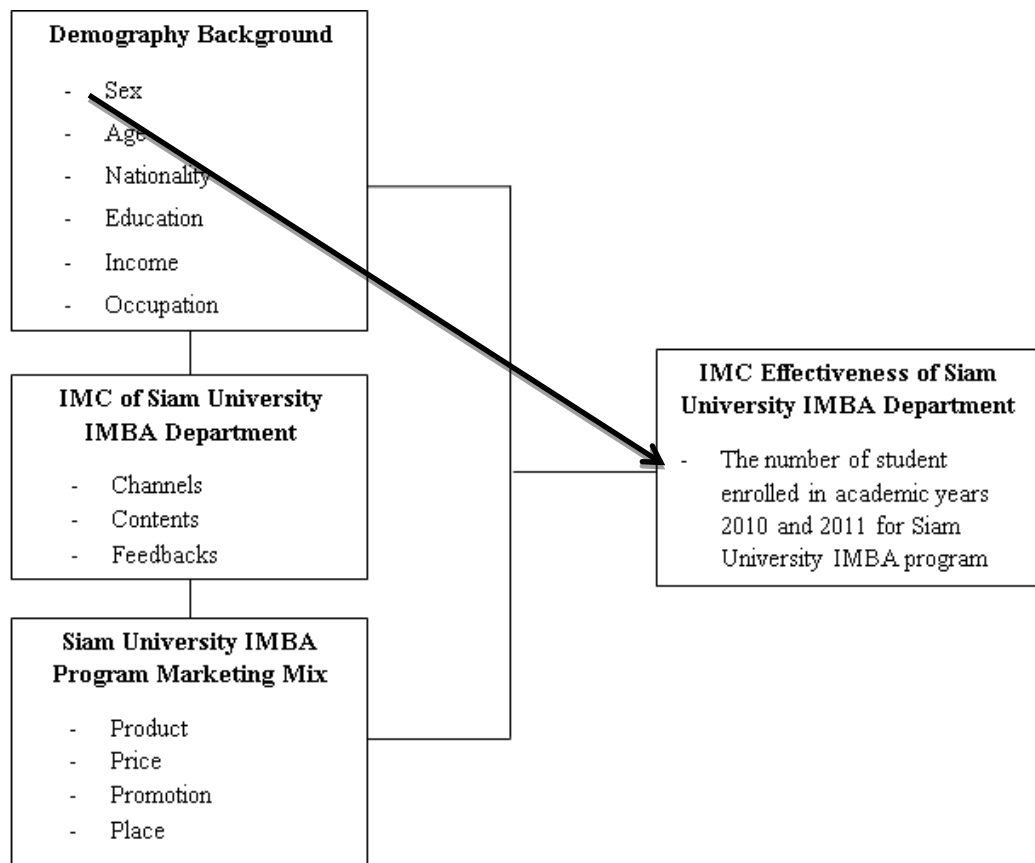 Demography Background
- Sex
- Age
- Nationality
- Education
- Income
- Occupation
IMC of Siam University
IMBA Department
- Channels
- Contents
- Feedbacks
Siam University IMBA
Program Marketing Mix
- Product
- Price
- Promotion
- Place
IMC Effectiveness of Siam
University IMBA Department
- The number of student
enrolled in academic years
2010 and 2011 for Siam
University IMBA program